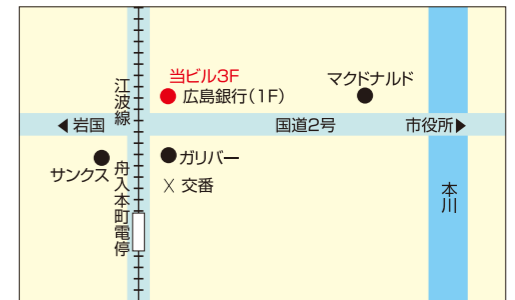 当ビル3F
広島銀行(1F)
マクドナルド
江波線
◀岩国
国道2号
市役所▶
サンクス
ガリバー
X 交番
舟入本町電停
本川